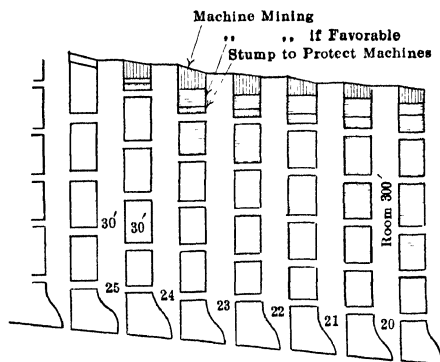 Machine Mining
,, ,, if Favorable
Stump to Protect Machines
30′ 30′
Room 300′
25 24 23 22 21 20